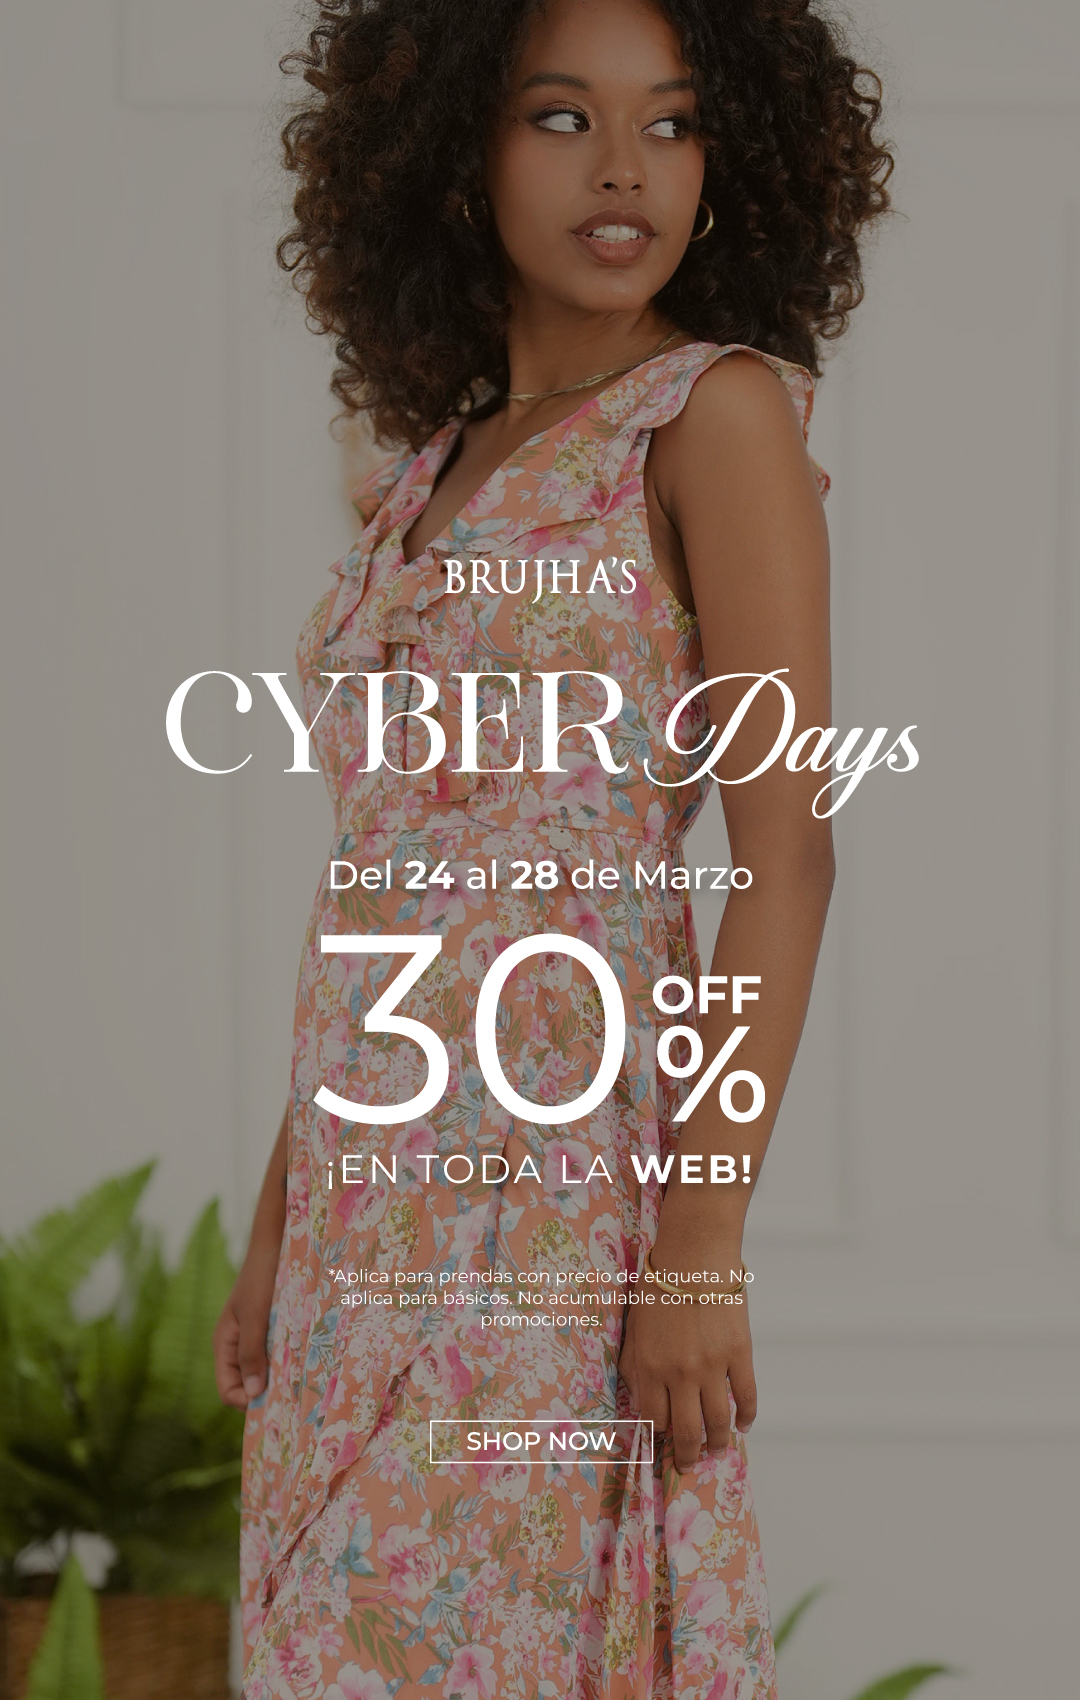 BRUJHA'S
CYBER Days
Del 24 al 28 de Marzo
30% OFF
¡EN TODA LA WEB!
*Aplica para prendas con precio de etiqueta. No
aplica para básicos. No acumulable con otras
promociones.
SHOP NOW